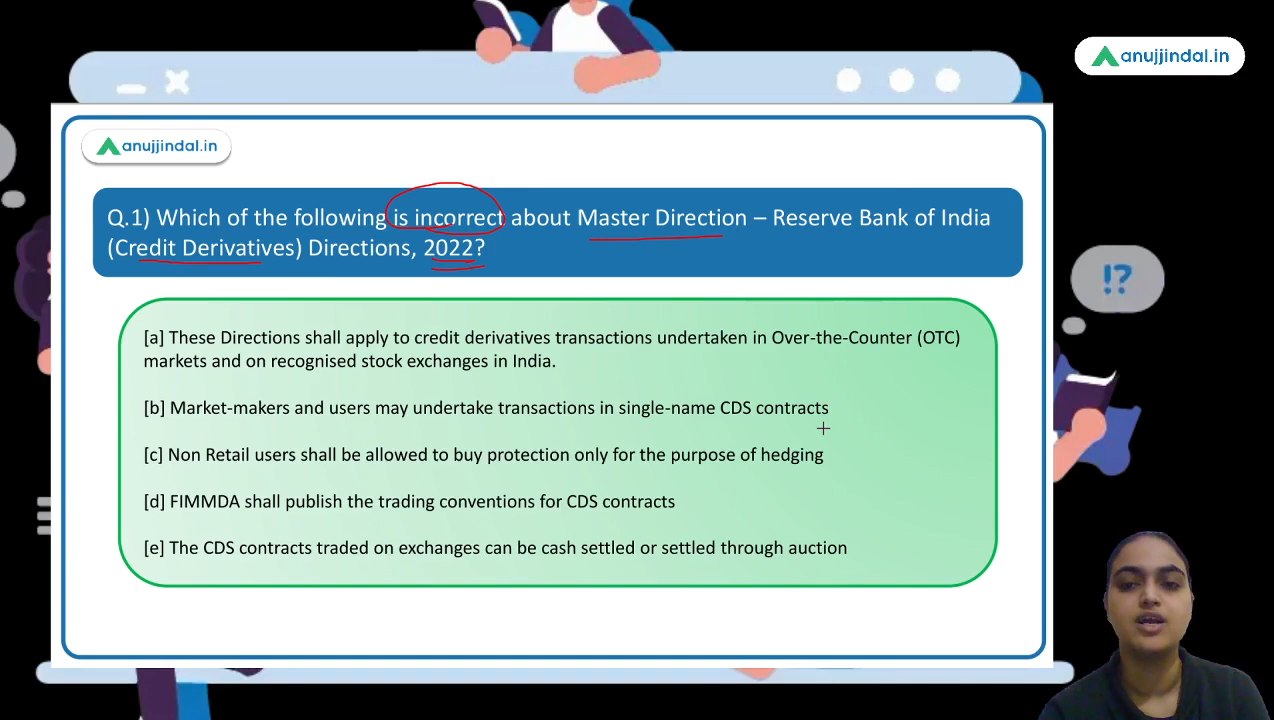 anujjindal.in
anujjindal.in
Q.1) Which of the following is incorrect about Master Direction – Reserve Bank of India
(Credit Derivatives) Directions, 2022?
!?
[a] These Directions shall apply to credit derivatives transactions undertaken in Over-the-Counter (OTC)
markets and on recognised stock exchanges in India.
[b] Market-makers and users may undertake transactions in single-name CDS contracts
[c] Non Retail users shall be allowed to buy protection only for the purpose of hedging
[d] FIMMDA shall publish the trading conventions for CDS contracts
[e] The CDS contracts traded on exchanges can be cash settled or settled through auction